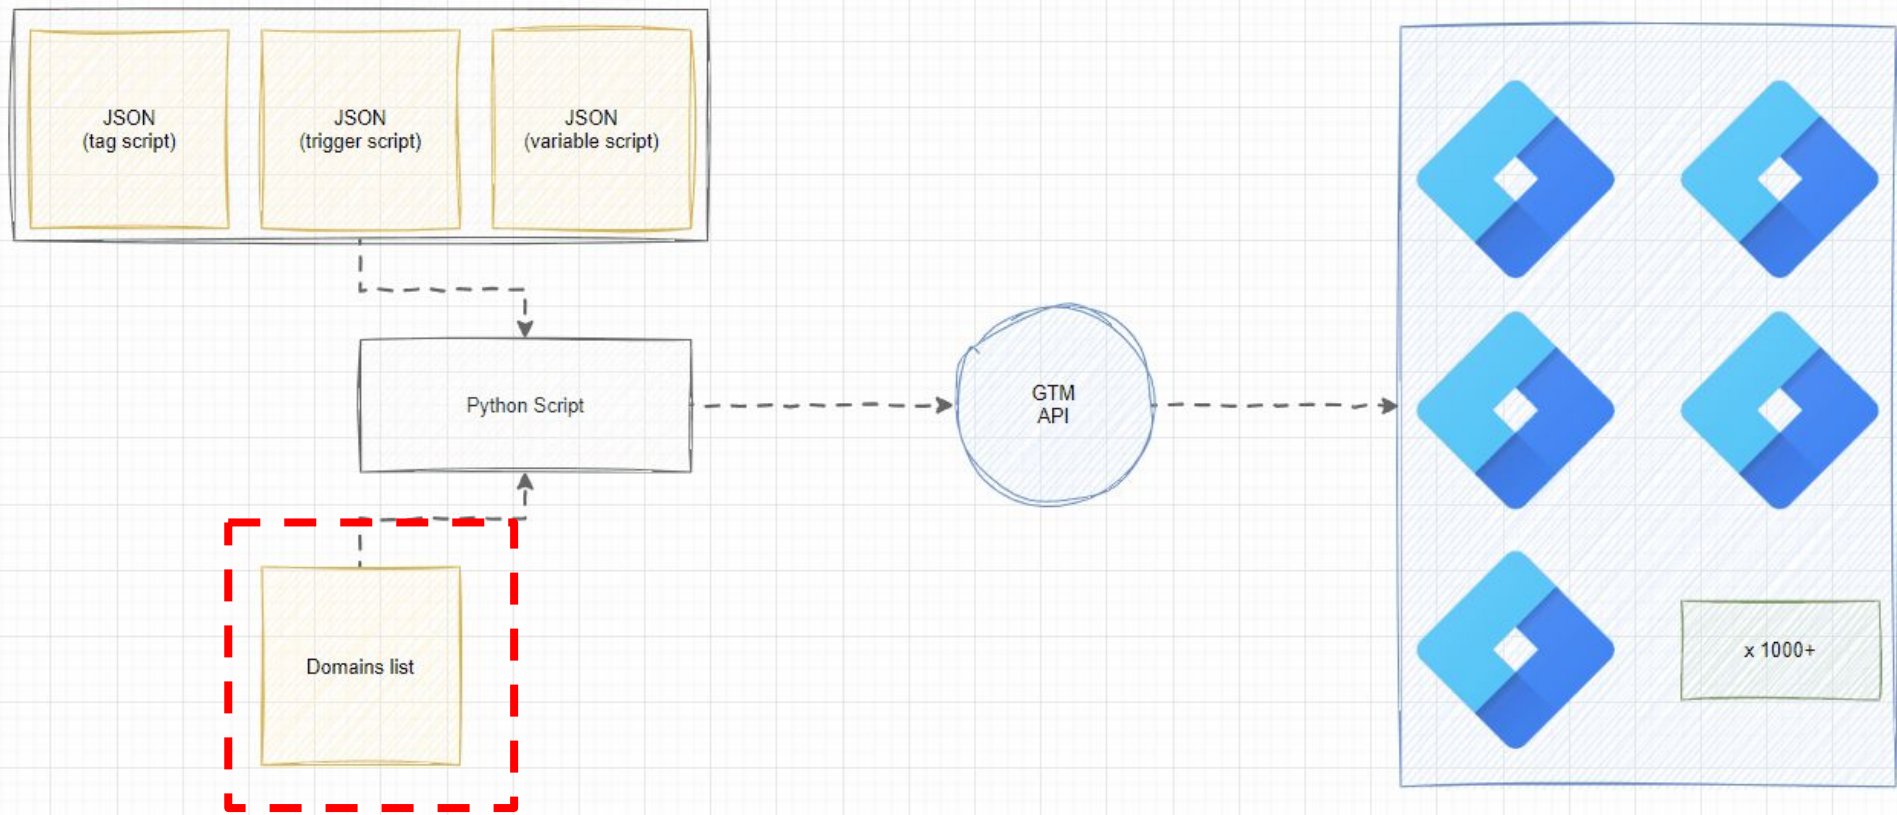 JSON
(tag script)
JSON
(trigger script)
JSON
(variable script)
Python Script
GTM
API
Domains list
x 1000+